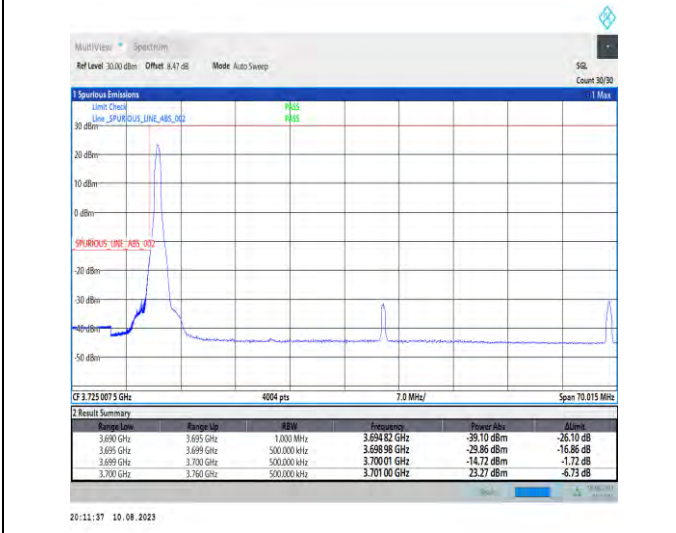 MultiView Spectrum
Ref Level 30.00 dBm Offset 8.47 dB Mode Auto Sweep SGL
Count 30/30
1 Spurious Emissions 1 Max
Limit Check PASS
Line _SPURIOUS_LINE_ABS_002 PASS
30 dBm
20 dBm
10 dBm
0 dBm
SPURIOUS_LINE_ABS_002
-20 dBm
-30 dBm
-40 dBm
-50 dBm
CF 3.725 007 5 GHz 4004 pts 7.0 MHz/ Span 70.015 MHz
2 Result Summary
Range Low Range Up RBW Frequency Power Abs ΔLimit
3.690 GHz 3.695 GHz 1.000 MHz 3.694 82 GHz -39.10 dBm -26.10 dB
3.695 GHz 3.699 GHz 500.000 kHz 3.698 98 GHz -29.86 dBm -16.86 dB
3.699 GHz 3.700 GHz 500.000 kHz 3.700 01 GHz -14.72 dBm -1.72 dB
3.700 GHz 3.760 GHz 500.000 kHz 3.701 00 GHz 23.27 dBm -6.73 dB
20:11:37 10.08.2023